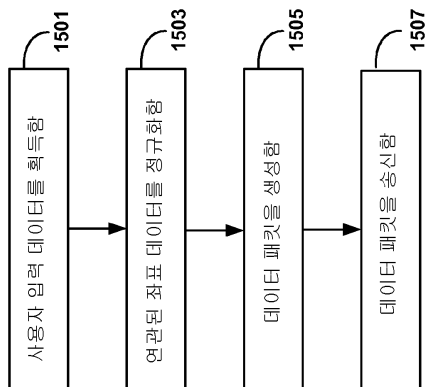 1501
사용자 입력 데이터를 획득함
1503
연관된 좌표 데이터를 정규화함
1505
데이터 패킷을 생성함
1507
데이터 패킷을 송신함